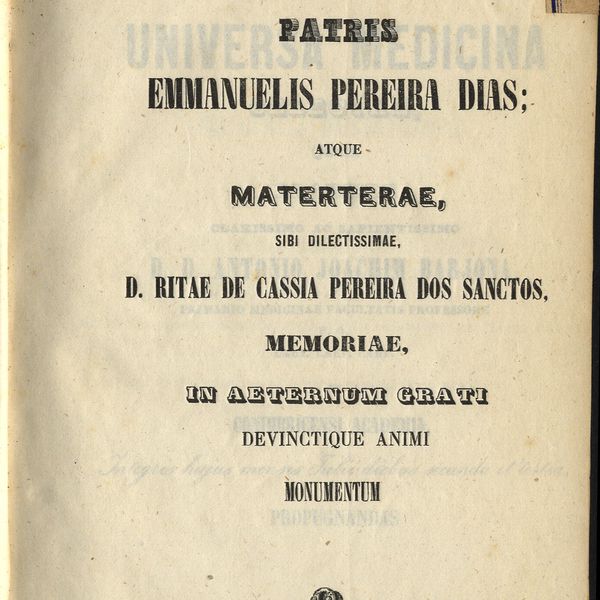 PATRIS
EMMANUELIS PEREIRA DIAS;
ATQUE
MATERTERAE,
SIBI DILECTISSIMAE,
D. RITAE DE CASSIA PEREIRA DOS SANCTOS,
MEMORIAE,
IN AETERNUM GRATI
DEVINCTIQUE ANIMI
MONUMENTUM